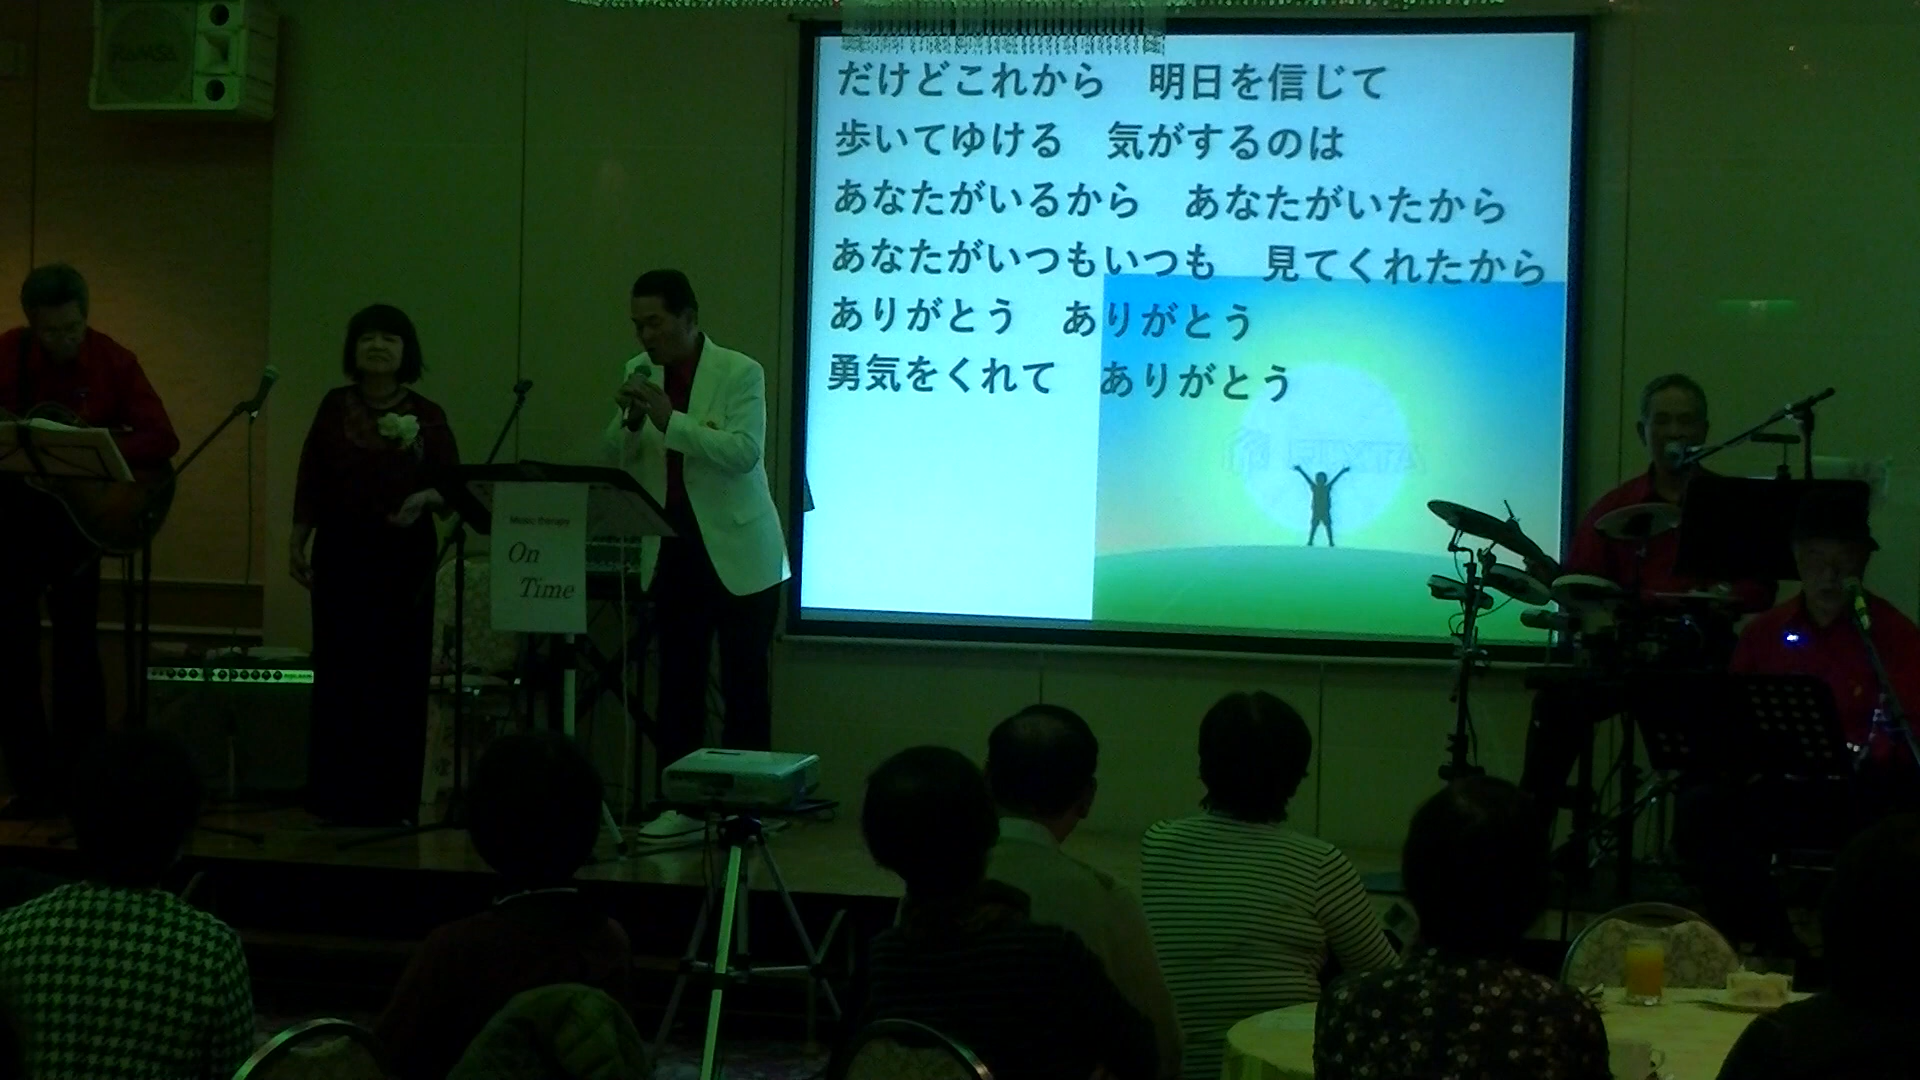 だけどこれから　明日を信じて
歩いてゆける　気がするのは
あなたがいるから　あなたがいたから
あなたがいつもいつも　見てくれたから
ありがとう　ありがとう
勇気をくれて　ありがとう
On
Time